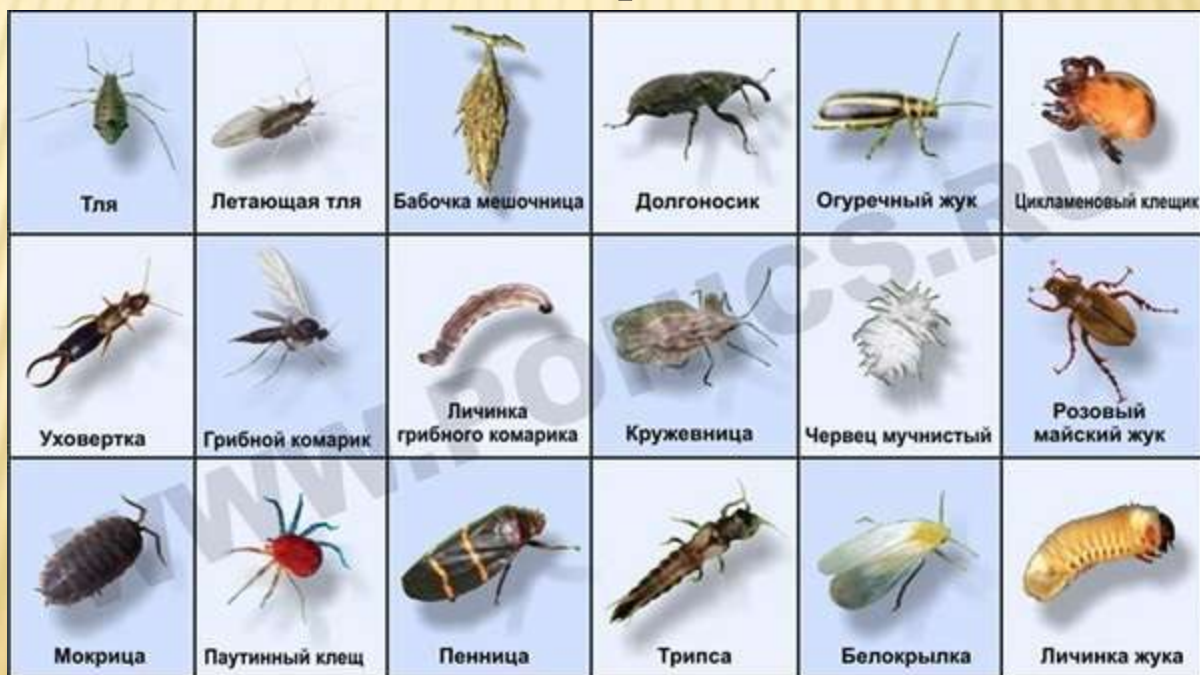 Тля
Летающая тля
Бабочка мешочница
Долгоносик
Огуречный жук
Цикламеновый клещик
Уховертка
Грибной комарик
Личинка
грибного комарика
Кружевница
Червец мучнистый
Розовый
майский жук
Мокрица
Паутинный клещ
Пенница
Трипса
Белокрылка
Личинка жука